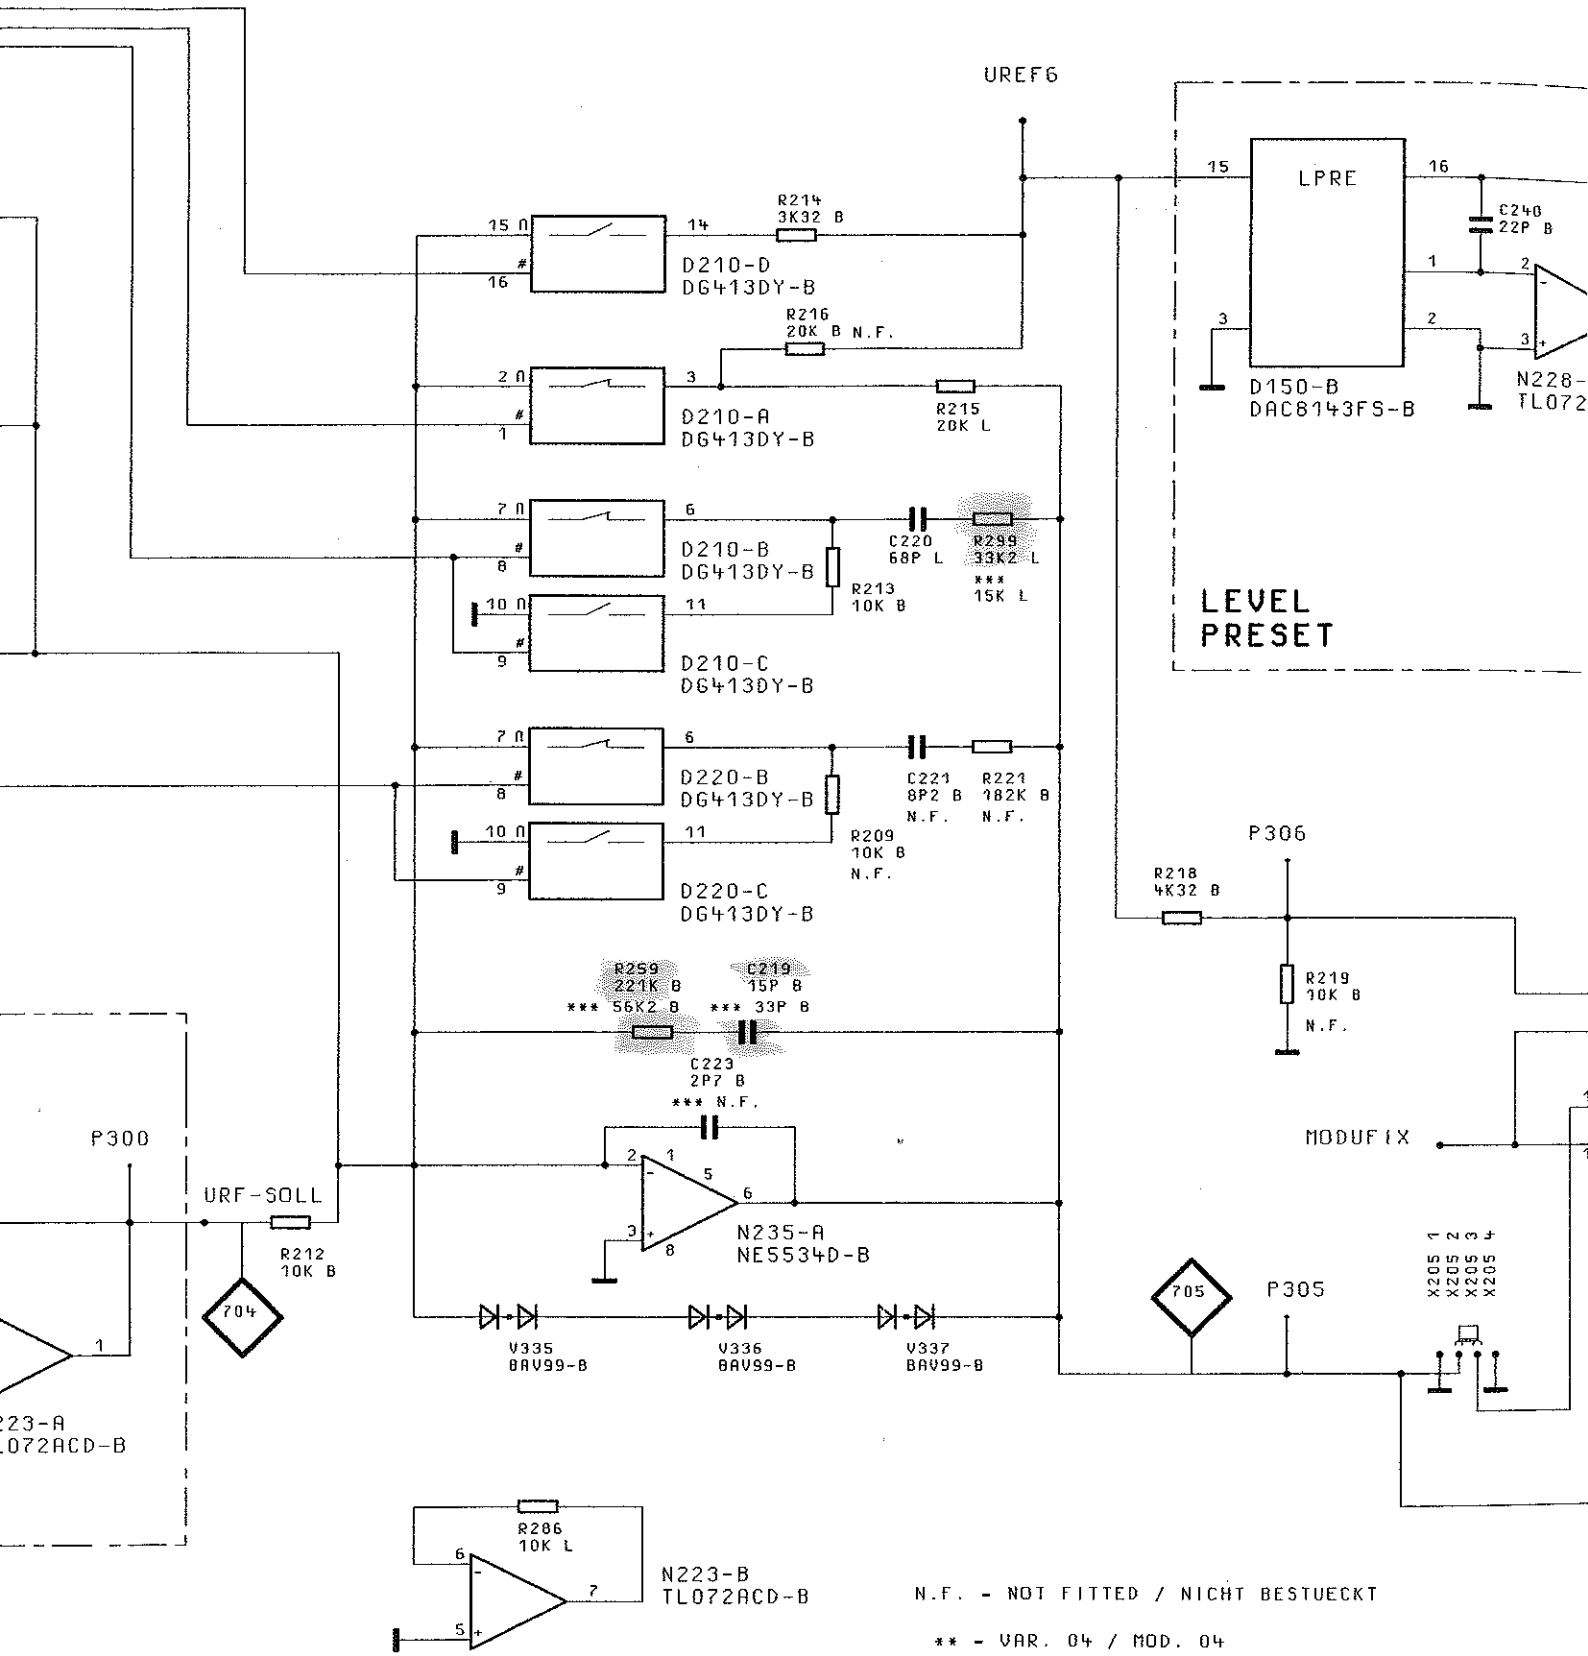 UREF6
15
LPRE
16
C240
22P B
1
2
-
3
2
3
+
D150-B
DAC8143FS-B
N228-
TL072
LEVEL
PRESET
R214
3K32 B
15
14
#
16
D210-D
DG413DY-B
R216
20K B N.F.
2
3
#
1
D210-A
DG413DY-B
R215
20K L
7
6
#
8
D210-B
DG413DY-B
C220
68P L
R299
33K2 L
***
15K L
R213
10K B
10
11
#
9
D210-C
DG413DY-B
7
6
#
8
D220-B
DG413DY-B
C221
8P2 B
N.F.
R221
182K B
N.F.
R209
10K B
N.F.
10
11
#
9
D220-C
DG413DY-B
P306
R218
4K32 B
R219
10K B
N.F.
R259
221K B
*** 56K2 B
C219
15P B
*** 33P B
C223
2P7 B
*** N.F.
MODUFIX
P300
URF-SOLL
R212
10K B
704
2
-
1
5
6
3
+
8
N235-A
NE5534D-B
V335
BAV99-B
V336
BAV99-B
V337
BAV99-B
705
P305
X205 1
X205 2
X205 3
X205 4
1
223-A
L072ACD-B
R286
10K L
6
-
7
5
+
N223-B
TL072ACD-B
N.F. - NOT FITTED / NICHT BESTUECKT
** - VAR. 04 / MOD. 04